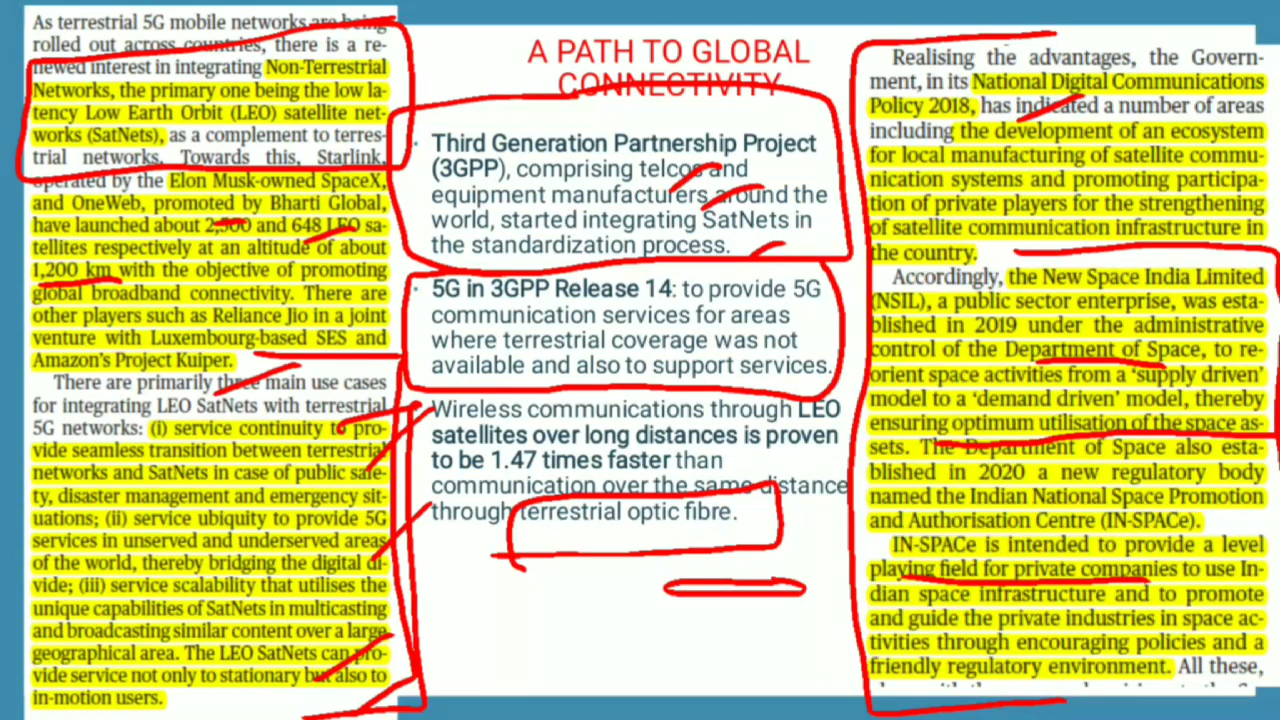 As terrestrial 5G mobile networks are being
rolled out across countries, there is a re-
newed interest in integrating Non-Terrestrial
Networks, the primary one being the low la-
tency Low Earth Orbit (LEO) satellite net-
works (SatNets), as a complement to terres-
trial networks. Towards this, Starlink,
operated by the Elon Musk-owned SpaceX,
and OneWeb, promoted by Bharti Global,
have launched about 2,500 and 648 LEO sa-
tellites respectively at an altitude of about
1,200 km with the objective of promoting
global broadband connectivity. There are
other players such as Reliance Jio in a joint
venture with Luxembourg-based SES and
Amazon's Project Kuiper.
There are primarily three main use cases
for integrating LEO SatNets with terrestrial
5G networks: (i) service continuity to pro-
vide seamless transition between terrestrial
networks and SatNets in case of public safe-
ty, disaster management and emergency sit-
uations; (ii) service ubiquity to provide 5G
services in unserved and underserved areas
of the world, thereby bridging the digital di-
vide; (iii) service scalability that utilises the
unique capabilities of SatNets in multicasting
and broadcasting similar content over a large
geographical area. The LEO SatNets can pro-
vide service not only to stationary but also to
in-motion users.
A PATH TO GLOBAL
CONNECTIVITY
• Third Generation Partnership Project
(3GPP), comprising telcos and
equipment manufacturers around the
world, started integrating SatNets in
the standardization process.
• 5G in 3GPP Release 14: to provide 5G
communication services for areas
where terrestrial coverage was not
available and also to support services.
• Wireless communications through LEO
satellites over long distances is proven
to be 1.47 times faster than
communication over the same distance
through terrestrial optic fibre.
Realising the advantages, the Govern-
ment, in its National Digital Communications
Policy 2018, has indicated a number of areas
including the development of an ecosystem
for local manufacturing of satellite commu-
nication systems and promoting participa-
tion of private players for the strengthening
of satellite communication infrastructure in
the country.
Accordingly, the New Space India Limited
(NSIL), a public sector enterprise, was esta-
blished in 2019 under the administrative
control of the Department of Space, to re-
orient space activities from a 'supply driven'
model to a 'demand driven' model, thereby
ensuring optimum utilisation of the space as-
sets. The Department of Space also esta-
blished in 2020 a new regulatory body
named the Indian National Space Promotion
and Authorisation Centre (IN-SPACe).
IN-SPACe is intended to provide a level
playing field for private companies to use In-
dian space infrastructure and to promote
and guide the private industries in space ac-
tivities through encouraging policies and a
friendly regulatory environment. All these,